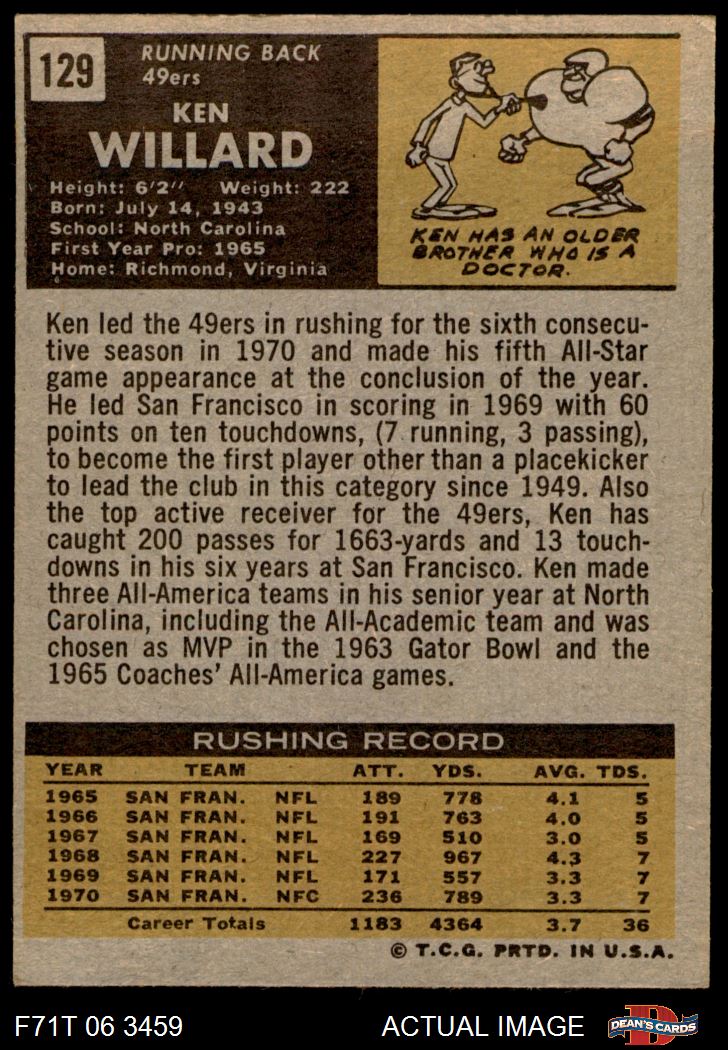 129
RUNNING BACK
49ers
KEN
WILLARD
Height: 6'2" Weight: 222
Born: July 14, 1943
School: North Carolina
First Year Pro: 1965
Home: Richmond, Virginia
KEN HAS AN OLDER
BROTHER WHO IS A
DOCTOR.
Ken led the 49ers in rushing for the sixth consecu-
tive season in 1970 and made his fifth All-Star
game appearance at the conclusion of the year.
He led San Francisco in scoring in 1969 with 60
points on ten touchdowns, (7 running, 3 passing),
to become the first player other than a placekicker
to lead the club in this category since 1949. Also
the top active receiver for the 49ers, Ken has
caught 200 passes for 1663-yards and 13 touch-
downs in his six years at San Francisco. Ken made
three All-America teams in his senior year at North
Carolina, including the All-Academic team and was
chosen as MVP in the 1963 Gator Bowl and the
1965 Coaches' All-America games.
RUSHING RECORD
YEAR TEAM ATT. YDS. AVG. TDS.
1965 SAN FRAN. NFL 189 778 4.1 5
1966 SAN FRAN. NFL 191 763 4.0 5
1967 SAN FRAN. NFL 169 510 3.0 5
1968 SAN FRAN. NFL 227 967 4.3 7
1969 SAN FRAN. NFL 171 557 3.3 7
1970 SAN FRAN. NFC 236 789 3.3 7
Career Totals 1183 4364 3.7 36
© T.C.G. PRTD. IN U.S.A.
F71T 06 3459 ACTUAL IMAGE D DEAN'S CARDS